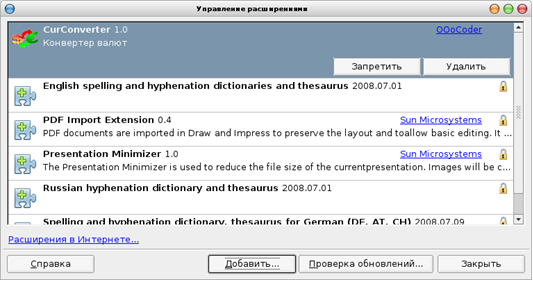 Управление расширениями
CurConverter 1.0 OOoCoder
Конвертер валют
Запретить Удалить
English spelling and hyphenation dictionaries and thesaurus 2008.07.01
PDF Import Extension 0.4 Sun Microsystems
PDF documents are imported in Draw and Impress to preserve the layout and toallow basic editing. It ...
Presentation Minimizer 1.0 Sun Microsystems
The Presentation Minimizer is used to reduce the file size of the currentpresentation. Images will be c...
Russian hyphenation dictionary and thesaurus 2008.07.01
Spelling and hyphenation dictionary, thesaurus for German (DE, AT, CH) 2008.07.09
Расширения в Интернете...
Справка Добавить... Проверка обновлений... Закрыть